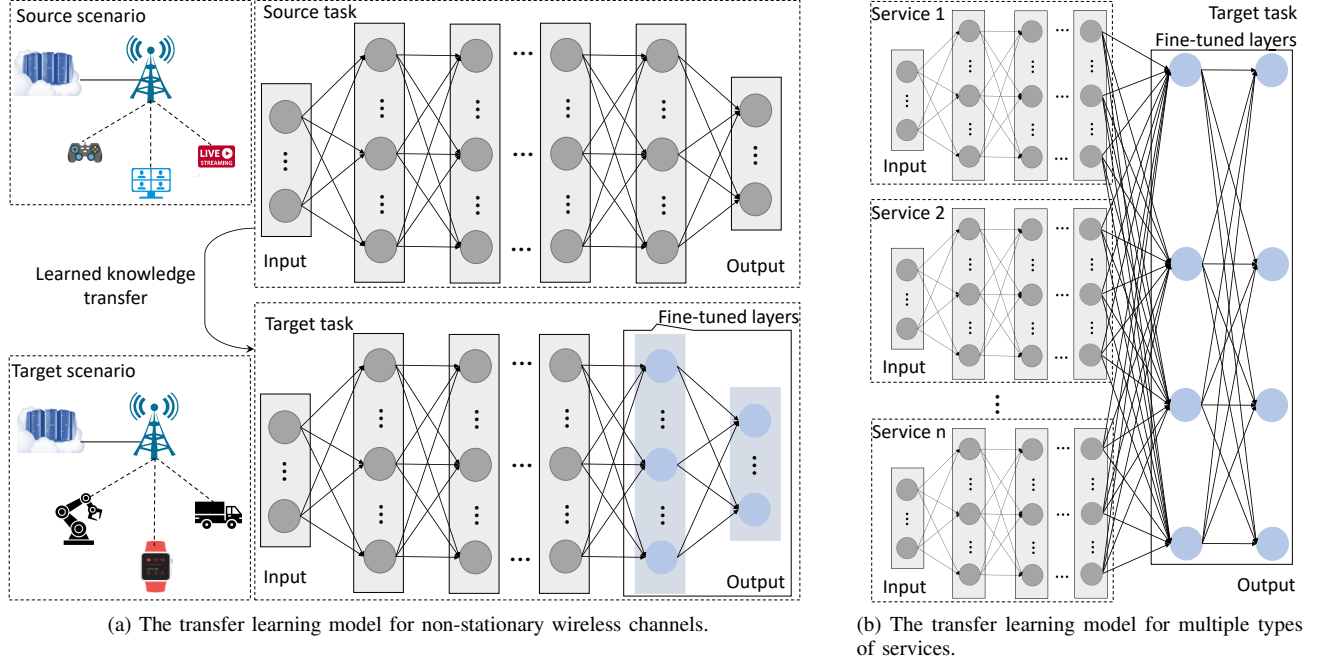 Source scenario
LIVE
STREAMING
Source task
Input
Output
Learned knowledge
transfer
Target scenario
Target task
Fine-tuned layers
Input
Output
(a) The transfer learning model for non-stationary wireless channels.
Service 1
Input
Service 2
Input
Service n
Input
Target task
Fine-tuned layers
Output
(b) The transfer learning model for multiple types
of services.